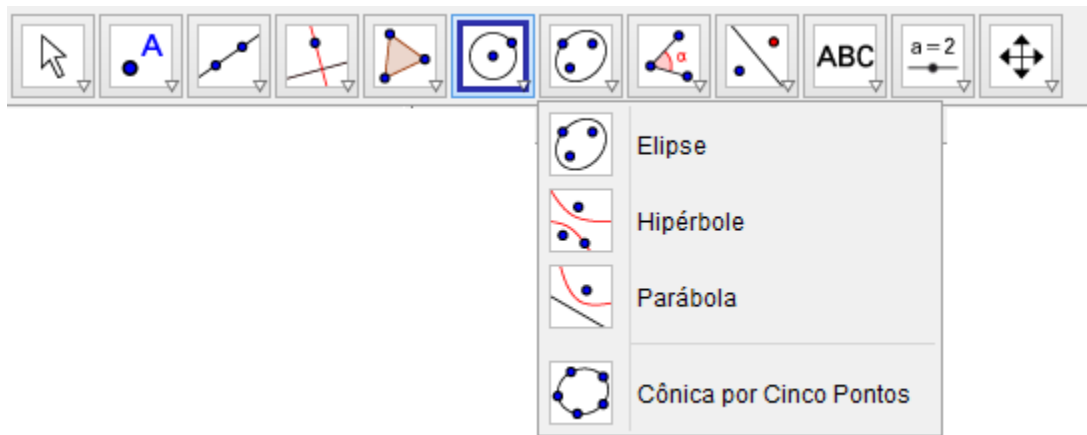 A
α
ABC
a=2
Elipse
Hipérbole
Parábola
Cônica por Cinco Pontos